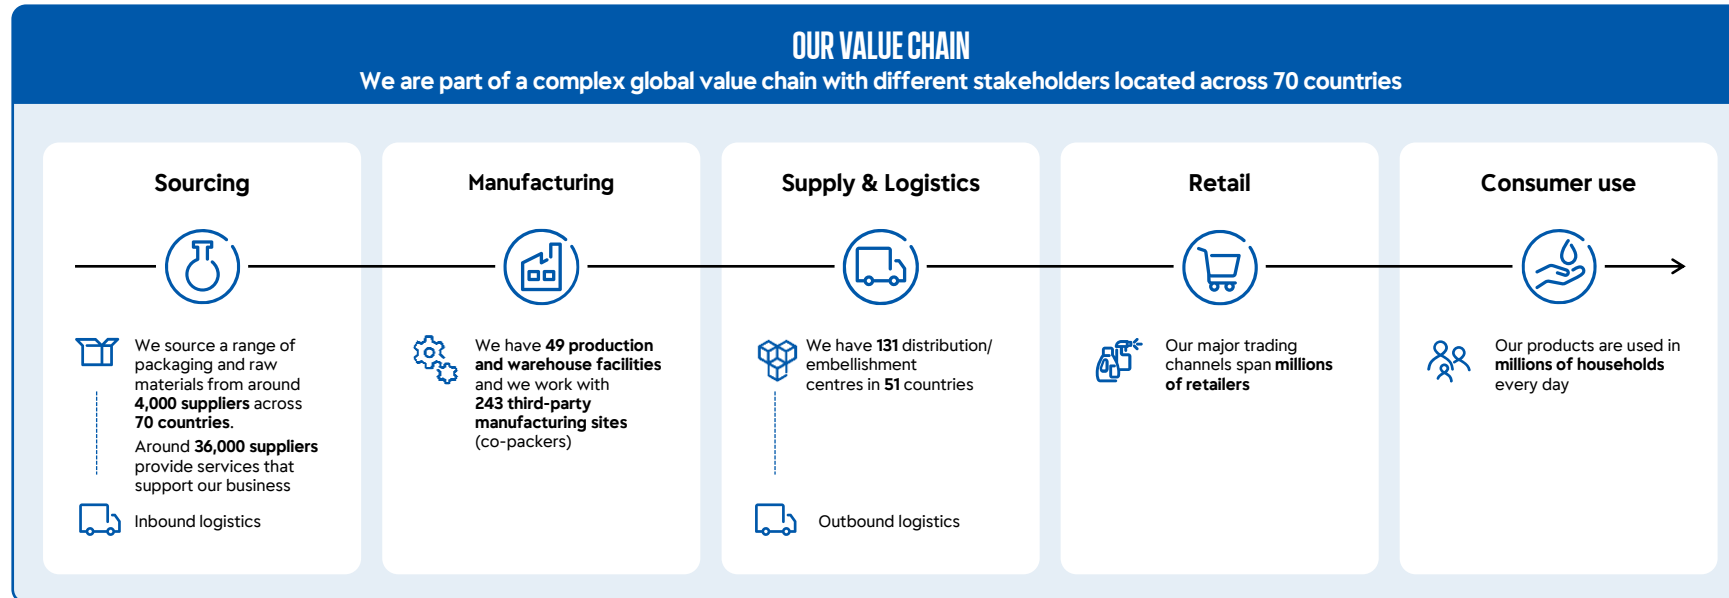 OUR VALUE CHAIN
We are part of a complex global value chain with different stakeholders located across 70 countries
Sourcing
We source a range of
packaging and raw
materials from around
4,000 suppliers across
70 countries.
Around 36,000 suppliers
provide services that
support our business
Inbound logistics
Manufacturing
We have 49 production
and warehouse facilities
and we work with
243 third-party
manufacturing sites
(co-packers)
Supply & Logistics
We have 131 distribution/
embellishment
centres in 51 countries
Outbound logistics
Retail
Our major trading
channels span millions
of retailers
Consumer use
Our products are used in
millions of households
every day